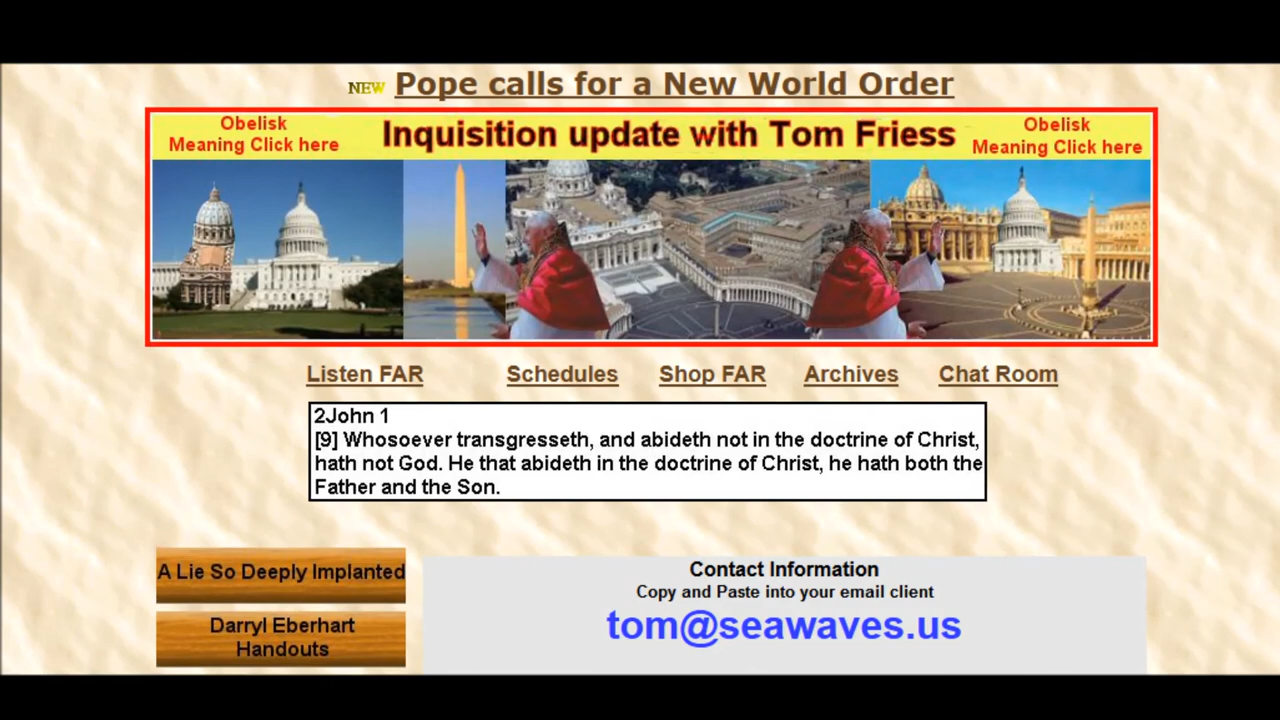 NEW Pope calls for a New World Order
Obelisk
Meaning Click here
Inquisition update with Tom Friess
Obelisk
Meaning Click here
Listen FAR Schedules Shop FAR Archives Chat Room
2John 1
[9] Whosoever transgresseth, and abideth not in the doctrine of Christ,
hath not God. He that abideth in the doctrine of Christ, he hath both the
Father and the Son.
A Lie So Deeply Implanted
Darryl Eberhart
Handouts
Contact Information
Copy and Paste into your email client
tom@seawaves.us